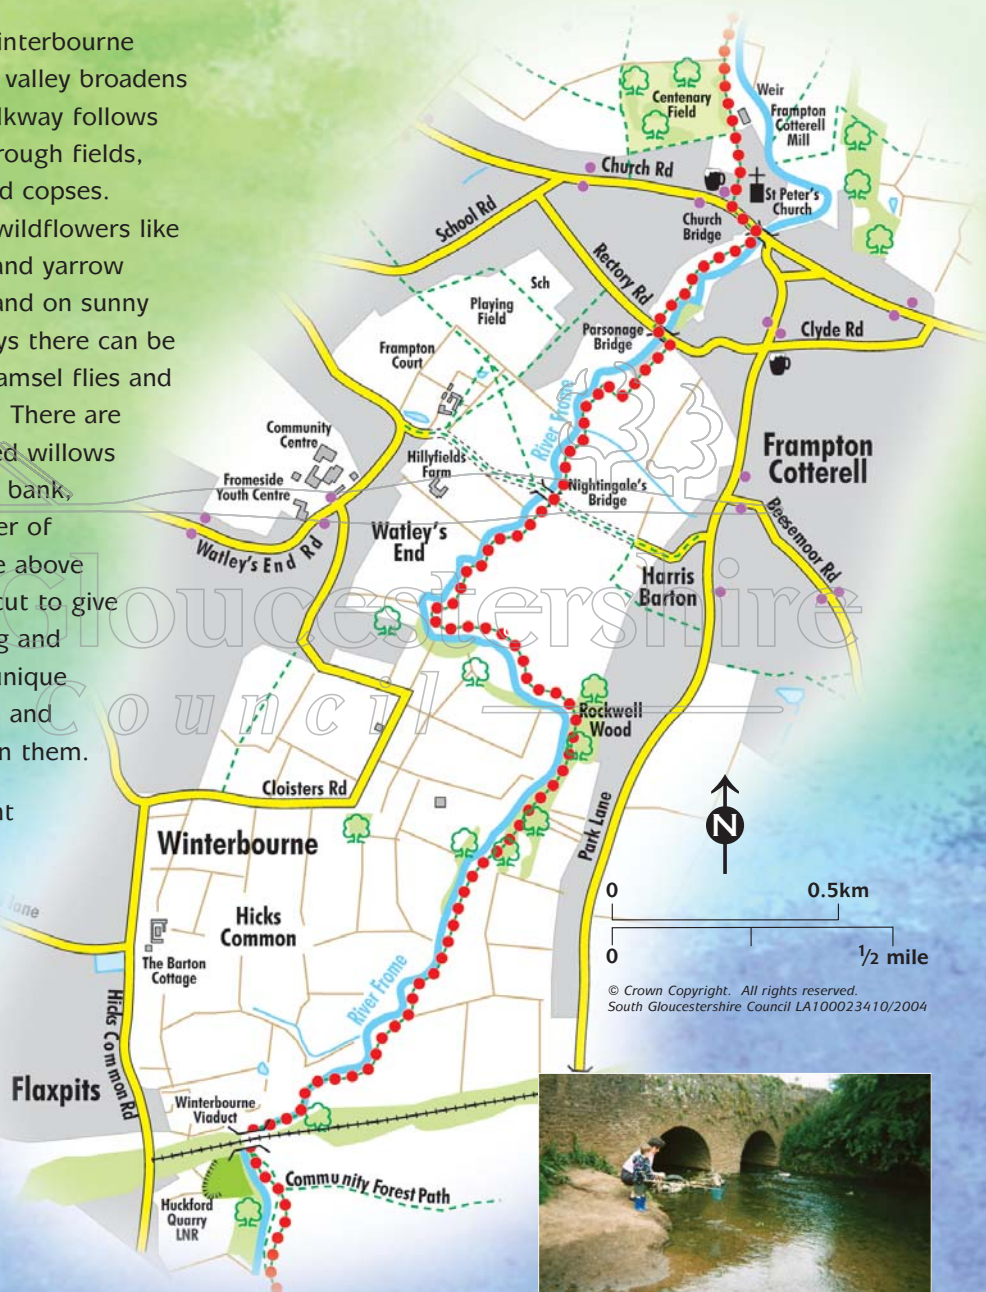 interbourne
valley broadens
lkway follows
rough fields,
d copses.
wildflowers like
and yarrow
and on sunny
ys there can be
amsel flies and
There are
ed willows
bank,
er of
e above
cut to give
g and
unique
and
n them.
nt
lane
Centenary
Field
Weir
Frampton
Cotterell
Mill
Church Rd
St Peter's
Church
Church
Bridge
School Rd
Rectory Rd
Sch
Playing
Field
Parsonage
Bridge
Clyde Rd
Frampton
Court
River Frome
Community
Centre
Hillyfields
Farm
Frampton
Cotterell
Fromeside
Youth Centre
Nightingale's
Bridge
Beesemoor Rd
Watley's End Rd
Watley's
End
Harris
Barton
Gloucestershire
Council
Rockwell
Wood
Cloisters Rd
Winterbourne
Park Lane
N
0 0.5km
0 1/2 mile
© Crown Copyright. All rights reserved.
South Gloucestershire Council LA100023410/2004
Hicks
Common
The Barton
Cottage
River Frome
Hicks Common Rd
Flaxpits
Winterbourne
Viaduct
Community Forest Path
Huckford
Quarry
LNR